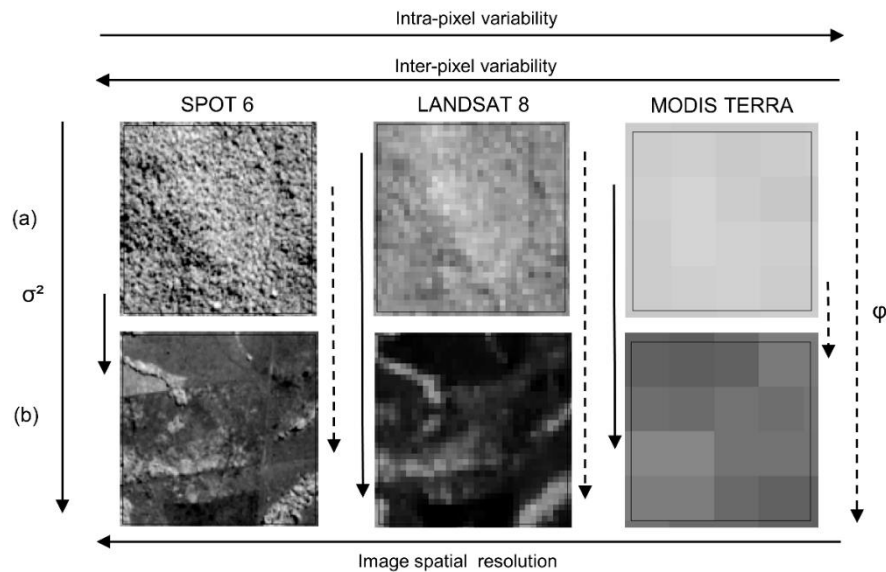 Intra-pixel variability
Inter-pixel variability
SPOT 6 LANDSAT 8 MODIS TERRA
(a)
σ² φ
(b)
Image spatial resolution